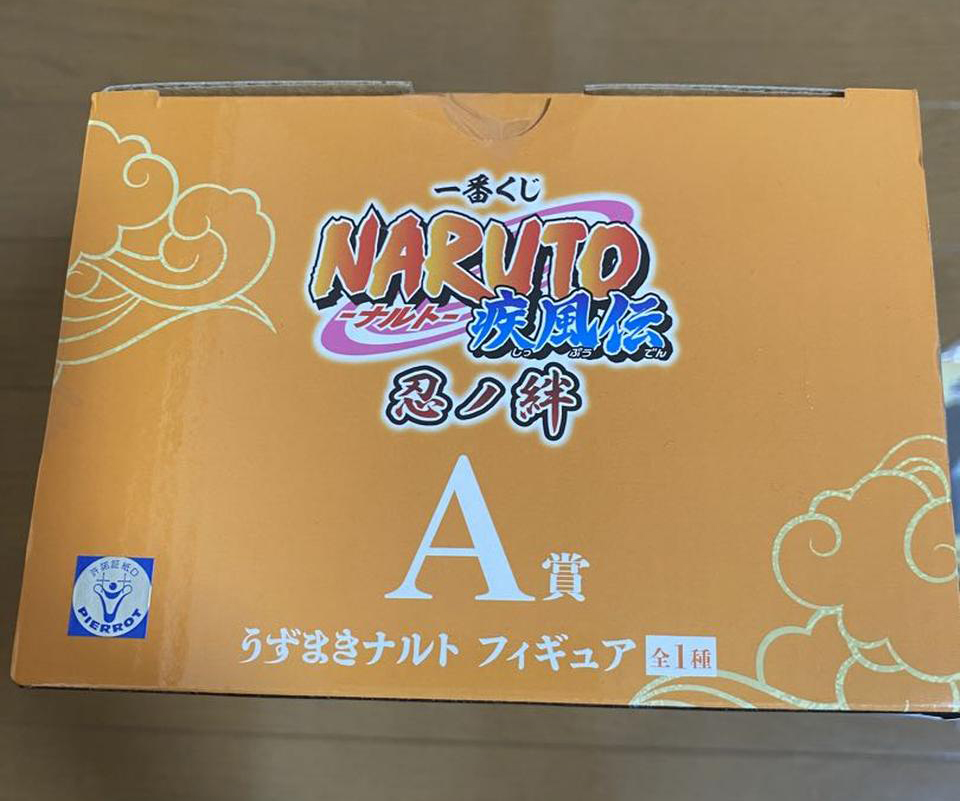 一番くじ
NARUTO
-ナルト- 疾風伝
しっぷうでん
忍ノ絆
A賞
許諾証紙
PIERROT
うずまきナルト フィギュア 全1種